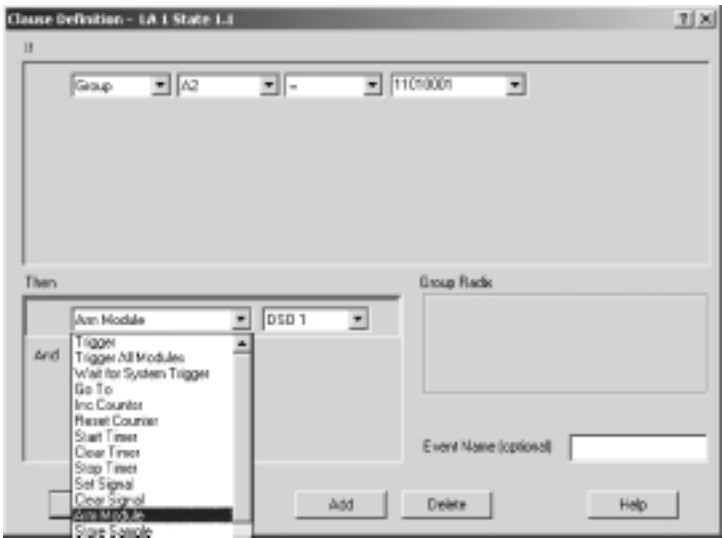 Clause Definition - LA 1 State 1.1
If
Group A2 = 11010001
Then
Group Radix
Arm Module DSO 1
And
Trigger
Trigger All Modules
Wait for System Trigger
Go To
Inc Counter
Reset Counter
Start Timer
Clear Timer
Stop Timer
Set Signal
Clear Signal
Arm Module
Store Sample
Event Name (optional)
Add Delete Help